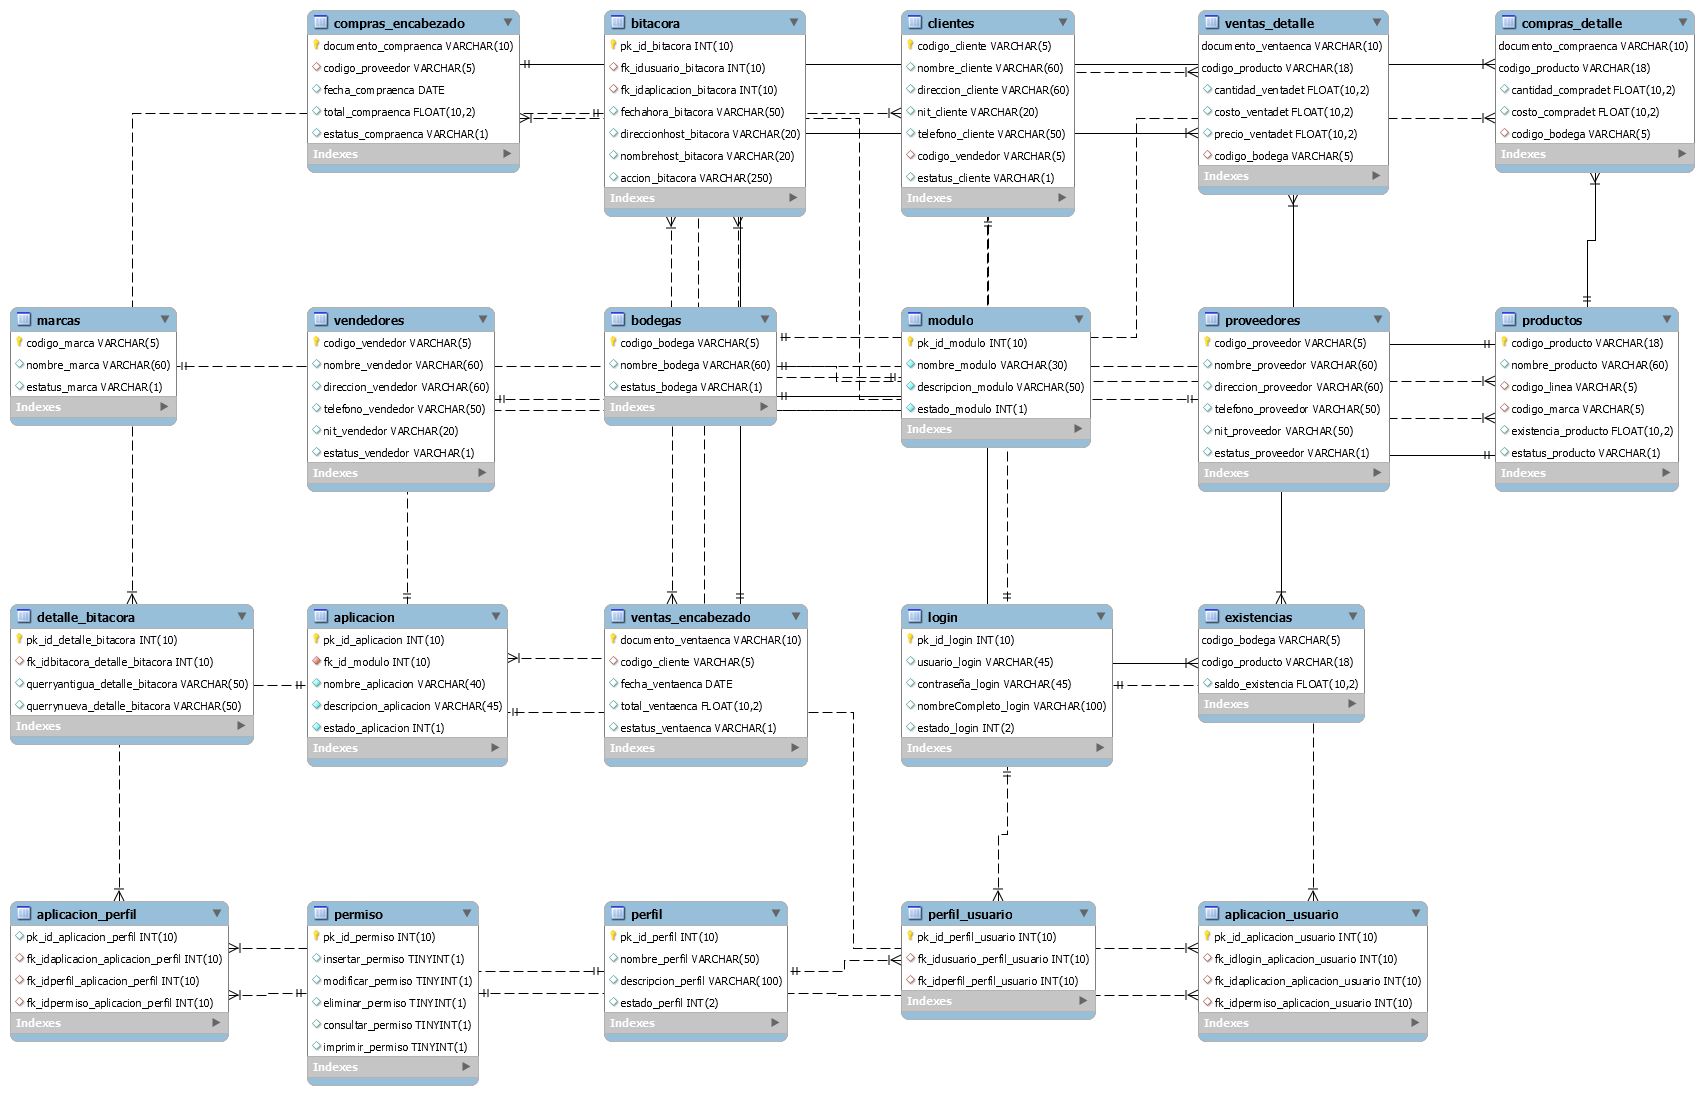 compras_encabezado
documento_compraenca VARCHAR(10)
codigo_proveedor VARCHAR(5)
fecha_compraenca DATE
total_compraenca FLOAT(10,2)
estatus_compraenca VARCHAR(1)
Indexes
bitacora
pk_id_bitacora INT(10)
fk_idusuario_bitacora INT(10)
fk_idaplicacion_bitacora INT(10)
fechahora_bitacora VARCHAR(50)
direccionhost_bitacora VARCHAR(20)
nombrehost_bitacora VARCHAR(20)
accion_bitacora VARCHAR(250)
Indexes
clientes
codigo_cliente VARCHAR(5)
nombre_cliente VARCHAR(60)
direccion_cliente VARCHAR(60)
nit_cliente VARCHAR(20)
telefono_cliente VARCHAR(50)
codigo_vendedor VARCHAR(5)
estatus_cliente VARCHAR(1)
Indexes
ventas_detalle
documento_ventaenca VARCHAR(10)
codigo_producto VARCHAR(18)
cantidad_ventadet FLOAT(10,2)
costo_ventadet FLOAT(10,2)
precio_ventadet FLOAT(10,2)
codigo_bodega VARCHAR(5)
Indexes
compras_detalle
documento_compraenca VARCHAR(10)
codigo_producto VARCHAR(18)
cantidad_compradet FLOAT(10,2)
costo_compradet FLOAT(10,2)
codigo_bodega VARCHAR(5)
Indexes
marcas
codigo_marca VARCHAR(5)
nombre_marca VARCHAR(60)
estatus_marca VARCHAR(1)
Indexes
vendedores
codigo_vendedor VARCHAR(5)
nombre_vendedor VARCHAR(60)
direccion_vendedor VARCHAR(60)
telefono_vendedor VARCHAR(50)
nit_vendedor VARCHAR(20)
estatus_vendedor VARCHAR(1)
Indexes
bodegas
codigo_bodega VARCHAR(5)
nombre_bodega VARCHAR(60)
estatus_bodega VARCHAR(1)
Indexes
modulo
pk_id_modulo INT(10)
nombre_modulo VARCHAR(30)
descripcion_modulo VARCHAR(50)
estado_modulo INT(1)
Indexes
proveedores
codigo_proveedor VARCHAR(5)
nombre_proveedor VARCHAR(60)
direccion_proveedor VARCHAR(60)
telefono_proveedor VARCHAR(50)
nit_proveedor VARCHAR(50)
estatus_proveedor VARCHAR(1)
Indexes
productos
codigo_producto VARCHAR(18)
nombre_producto VARCHAR(60)
codigo_linea VARCHAR(5)
codigo_marca VARCHAR(5)
existencia_producto FLOAT(10,2)
estatus_producto VARCHAR(1)
Indexes
detalle_bitacora
pk_id_detalle_bitacora INT(10)
fk_idbitacora_detalle_bitacora INT(10)
querryantigua_detalle_bitacora VARCHAR(50)
querrynueva_detalle_bitacora VARCHAR(50)
Indexes
aplicacion
pk_id_aplicacion INT(10)
fk_id_modulo INT(10)
nombre_aplicacion VARCHAR(40)
descripcion_aplicacion VARCHAR(45)
estado_aplicacion INT(1)
Indexes
ventas_encabezado
documento_ventaenca VARCHAR(10)
codigo_cliente VARCHAR(5)
fecha_ventaenca DATE
total_ventaenca FLOAT(10,2)
estatus_ventaenca VARCHAR(1)
Indexes
login
pk_id_login INT(10)
usuario_login VARCHAR(45)
contraseña_login VARCHAR(45)
nombreCompleto_login VARCHAR(100)
estado_login INT(2)
Indexes
existencias
codigo_bodega VARCHAR(5)
codigo_producto VARCHAR(18)
saldo_existencia FLOAT(10,2)
Indexes
aplicacion_perfil
pk_id_aplicacion_perfil INT(10)
fk_idaplicacion_aplicacion_perfil INT(10)
fk_idperfil_aplicacion_perfil INT(10)
fk_idpermiso_aplicacion_perfil INT(10)
Indexes
permiso
pk_id_permiso INT(10)
insertar_permiso TINYINT(1)
modificar_permiso TINYINT(1)
eliminar_permiso TINYINT(1)
consultar_permiso TINYINT(1)
imprimir_permiso TINYINT(1)
Indexes
perfil
pk_id_perfil INT(10)
nombre_perfil VARCHAR(50)
descripcion_perfil VARCHAR(100)
estado_perfil INT(2)
Indexes
perfil_usuario
pk_id_perfil_usuario INT(10)
fk_idusuario_perfil_usuario INT(10)
fk_idperfil_perfil_usuario INT(10)
Indexes
aplicacion_usuario
pk_id_aplicacion_usuario INT(10)
fk_idlogin_aplicacion_usuario INT(10)
fk_idaplicacion_aplicacion_usuario INT(10)
fk_idpermiso_aplicacion_usuario INT(10)
Indexes